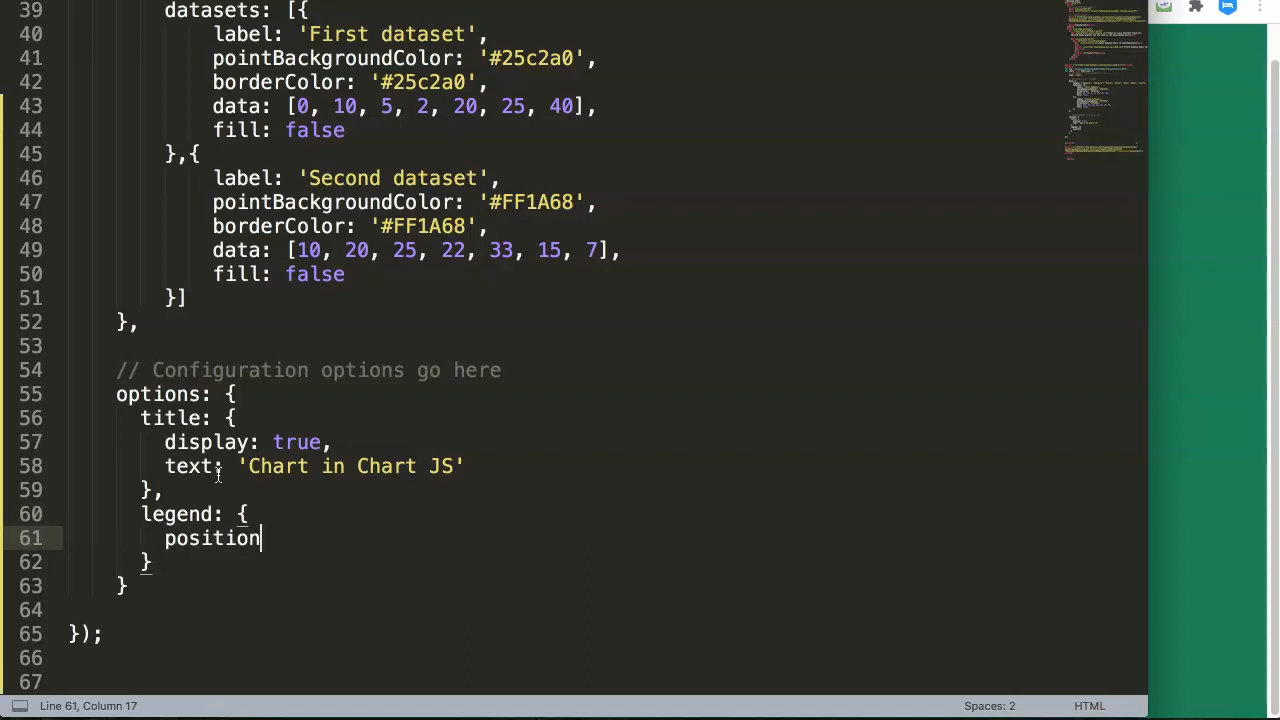 39 datasets: [{
40 label: 'First dataset',
41 pointBackgroundColor: '#25c2a0',
42 borderColor: '#25c2a0',
43 data: [0, 10, 5, 2, 20, 25, 40],
44 fill: false
45 },{
46 label: 'Second dataset',
47 pointBackgroundColor: '#FF1A68',
48 borderColor: '#FF1A68',
49 data: [10, 20, 25, 22, 33, 15, 7],
50 fill: false
51 }]
52 },
53
54 // Configuration options go here
55 options: {
56 title: {
57 display: true,
58 text: 'Chart in Chart JS'
59 },
60 legend: {
61 position
62 }
63 }
64
65 });
66
67
Line 61, Column 17 Spaces: 2 HTML